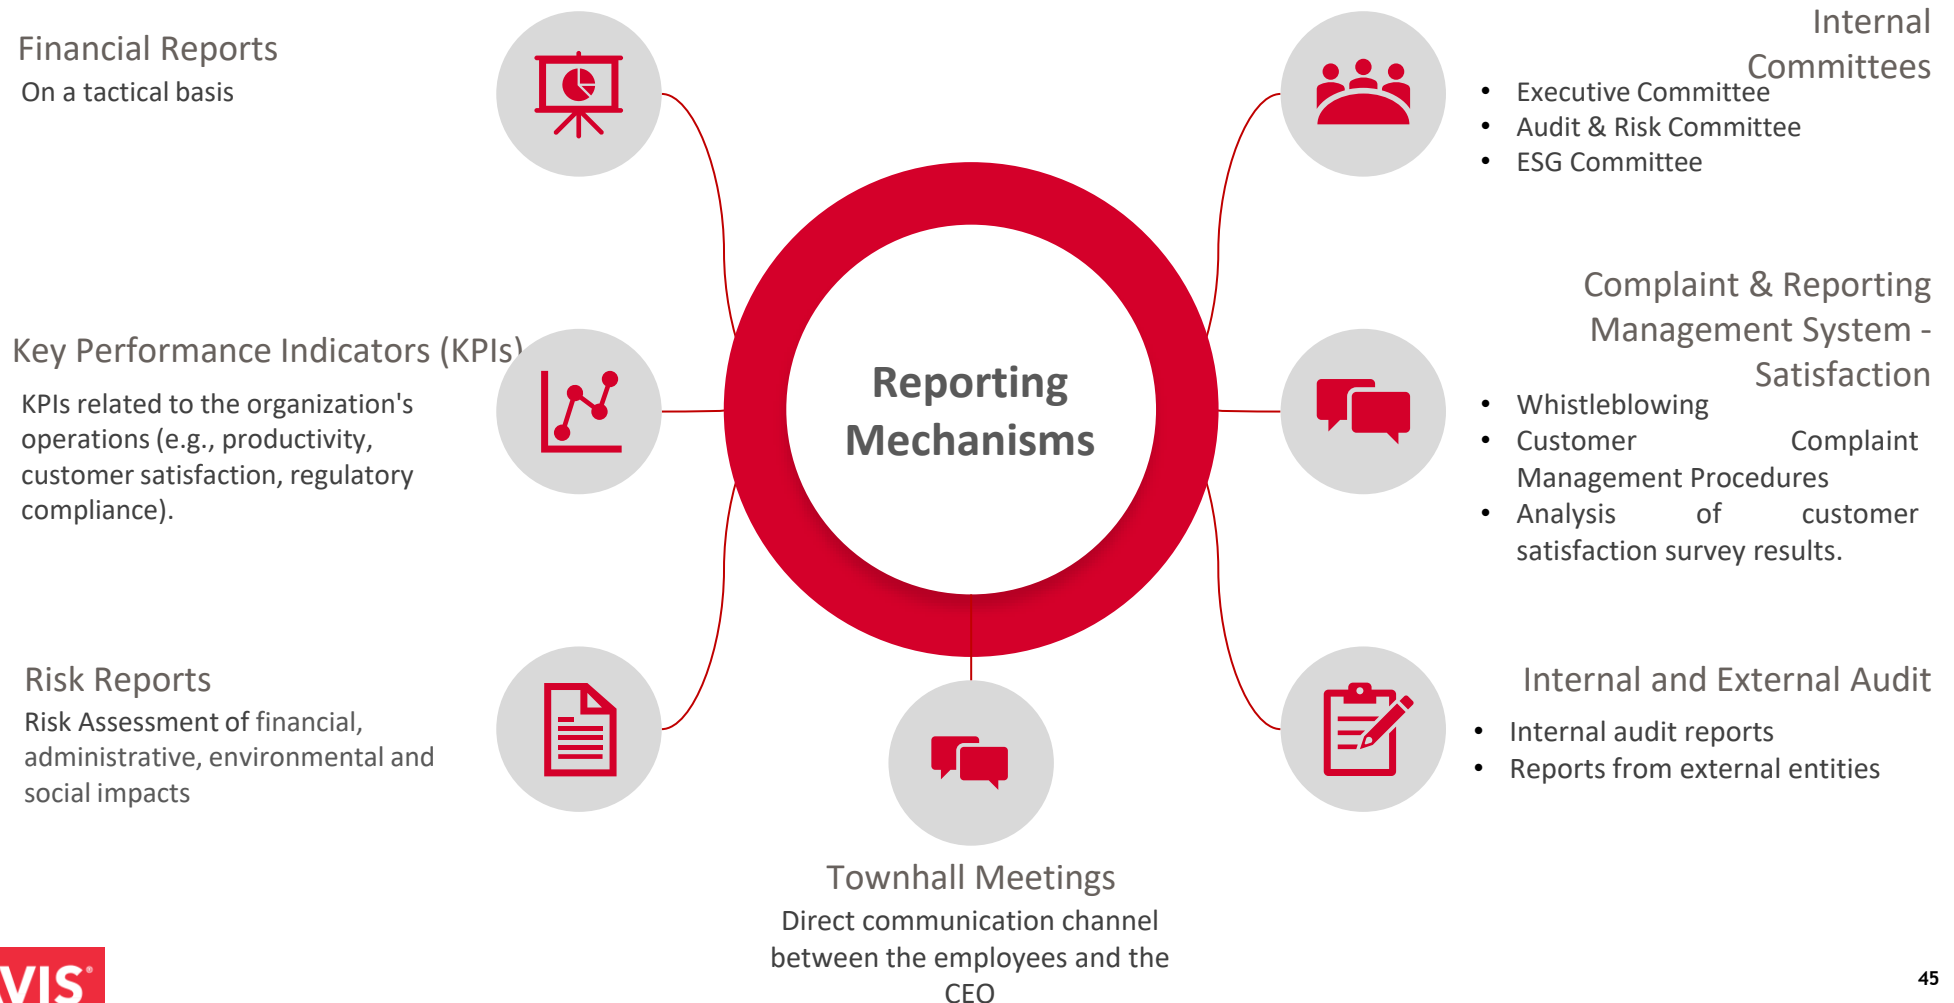 Financial Reports
On a tactical basis
Key Performance Indicators (KPIs)
KPIs related to the organization's
operations (e.g., productivity,
customer satisfaction, regulatory
compliance).
Risk Reports
Risk Assessment of financial,
administrative, environmental and
social impacts
Reporting
Mechanisms
Townhall Meetings
Direct communication channel
between the employees and the
CEO
Internal
Committees
• Executive Committee
• Audit & Risk Committee
• ESG Committee
Complaint & Reporting
Management System -
Satisfaction
• Whistleblowing
• Customer Complaint
Management Procedures
• Analysis of customer
satisfaction survey results.
Internal and External Audit
• Internal audit reports
• Reports from external entities
VIS®
45